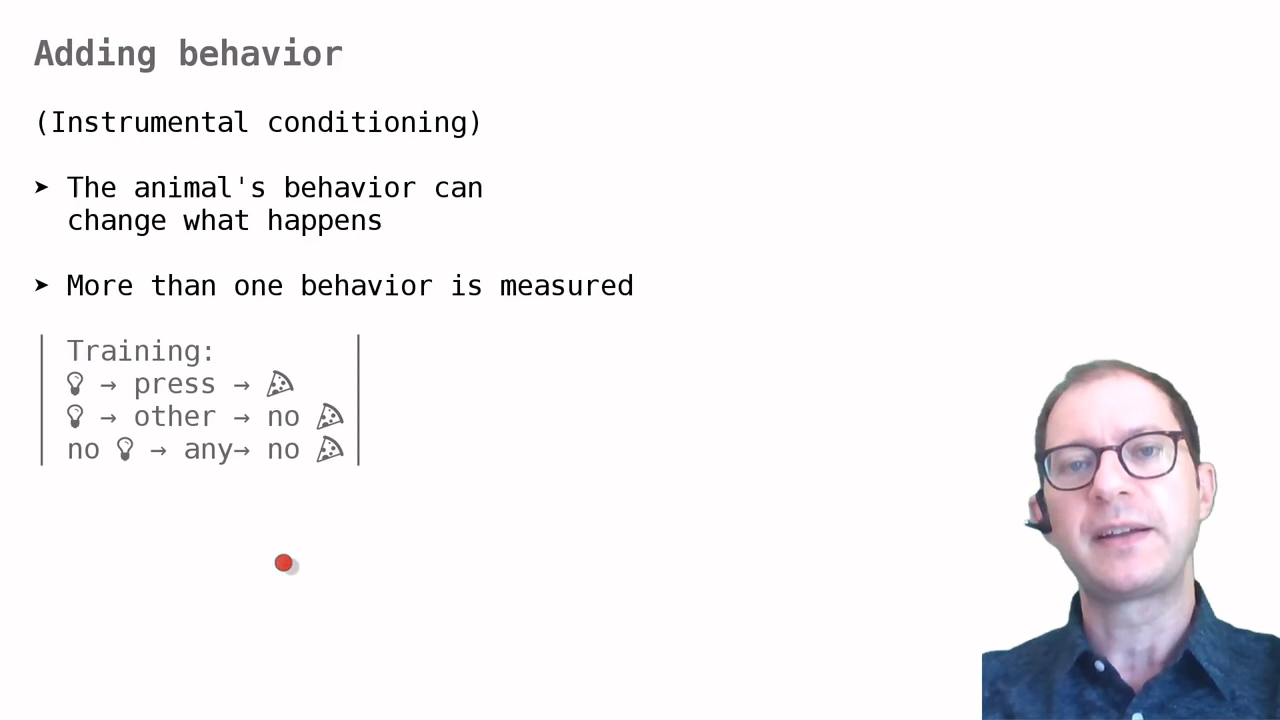 Adding behavior
(Instrumental conditioning)
➤ The animal's behavior can
change what happens
➤ More than one behavior is measured
Training:
💡 → press → 🍕
💡 → other → no 🍕
no 💡 → any→ no 🍕